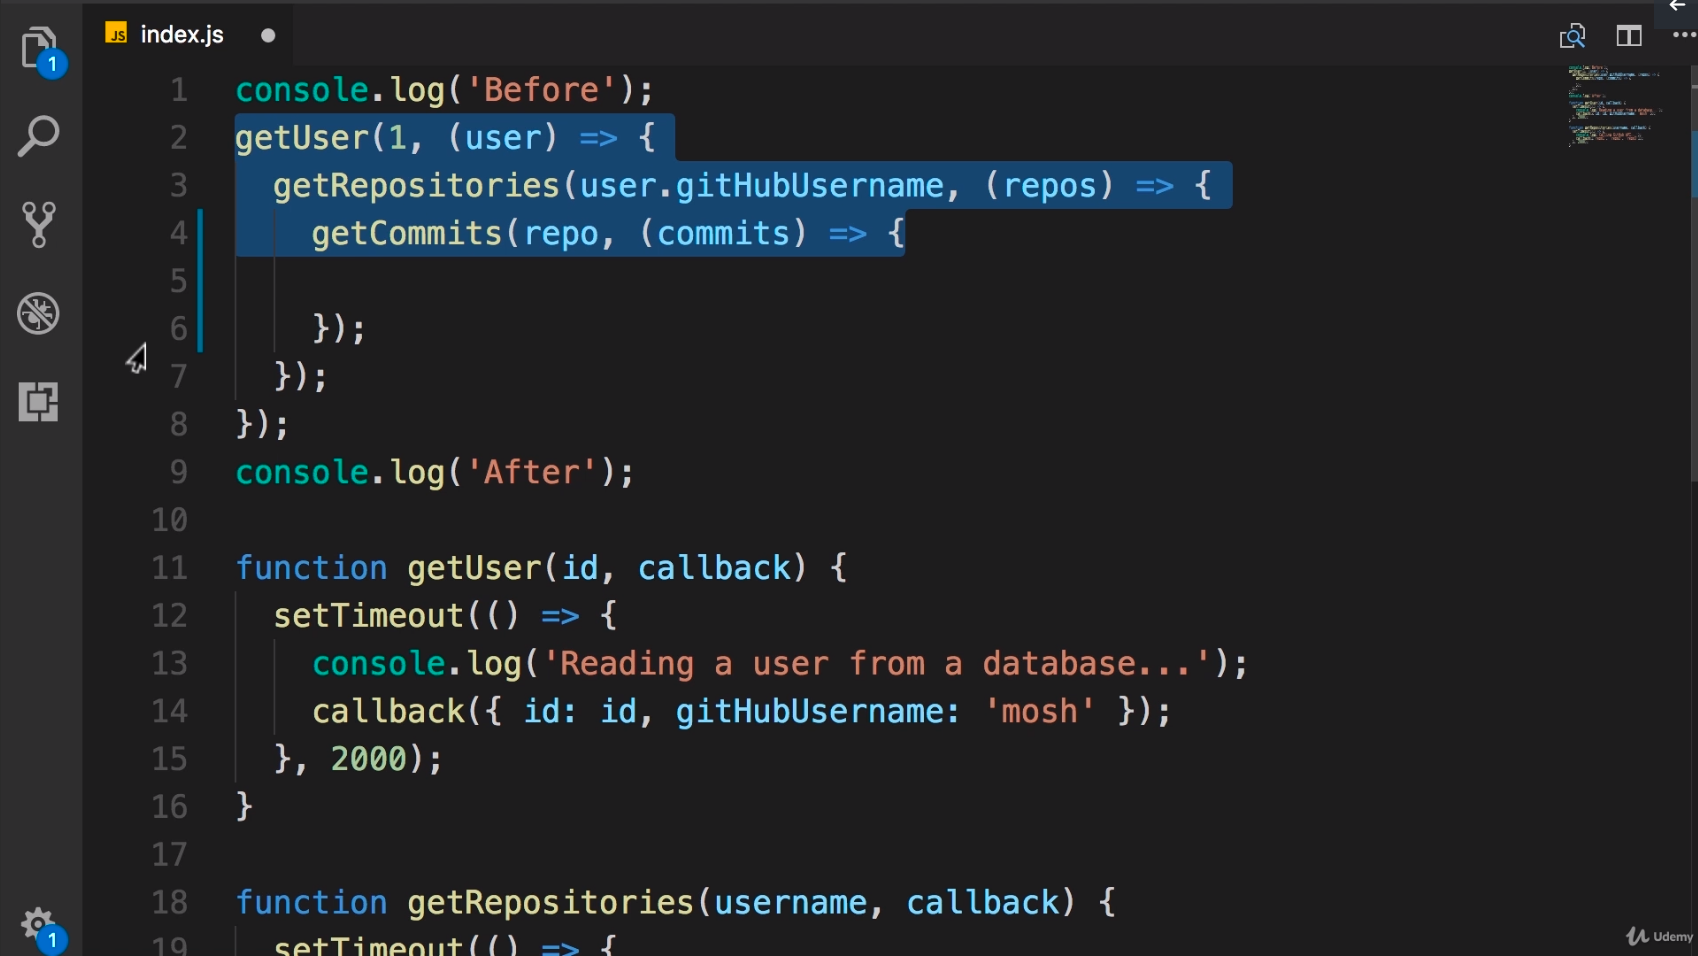 JS index.js
1
1 console.log('Before');
2 getUser(1, (user) => {
3   getRepositories(user.gitHubUsername, (repos) => {
4     getCommits(repo, (commits) => {
5
6     });
7   });
8 });
9 console.log('After');
10
11 function getUser(id, callback) {
12   setTimeout(() => {
13     console.log('Reading a user from a database...');
14     callback({ id: id, gitHubUsername: 'mosh' });
15   }, 2000);
16 }
17
18 function getRepositories(username, callback) {
19   setTimeout(() => {
1
Udemy